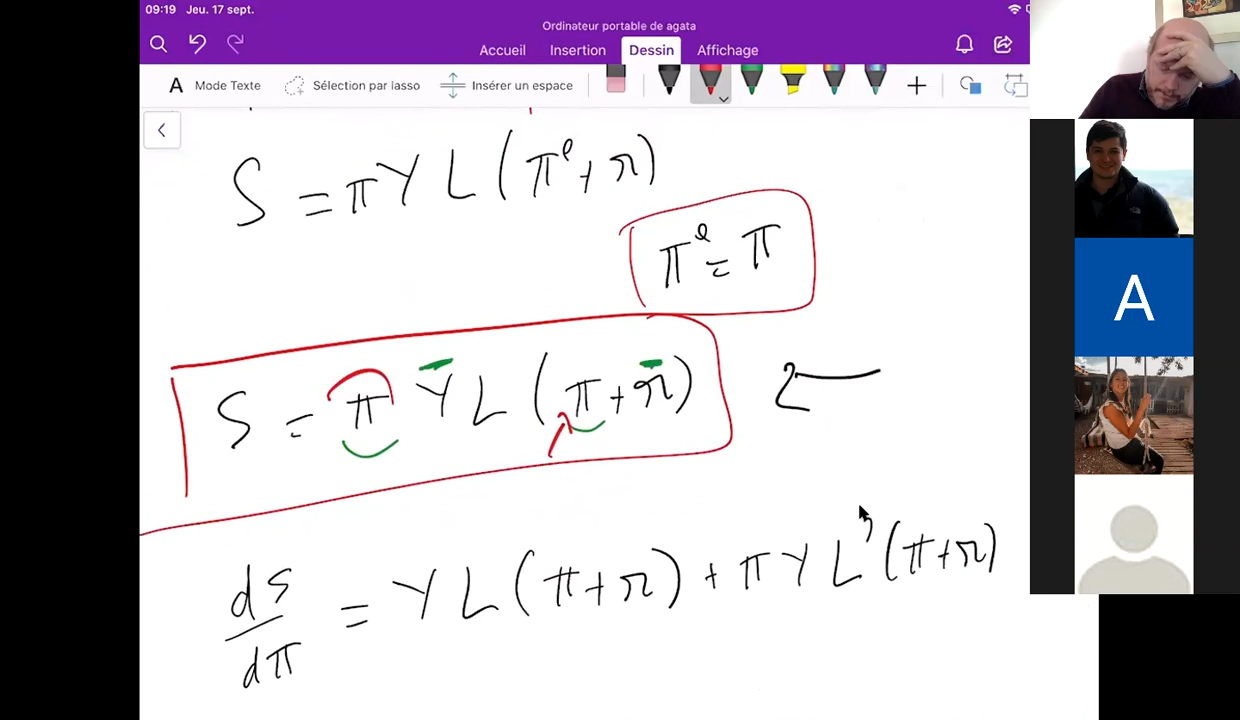 09:19 Jeu. 17 sept.
Ordinateur portable de agata
Accueil Insertion Dessin Affichage
A Mode Texte Sélection par lasso Insérer un espace
S = π Y L (πᵉ + r)
πᵉ = π
S = π Y L (π + r)
dS/dπ = Y L (π + r) + π Y L' (π + r)
A